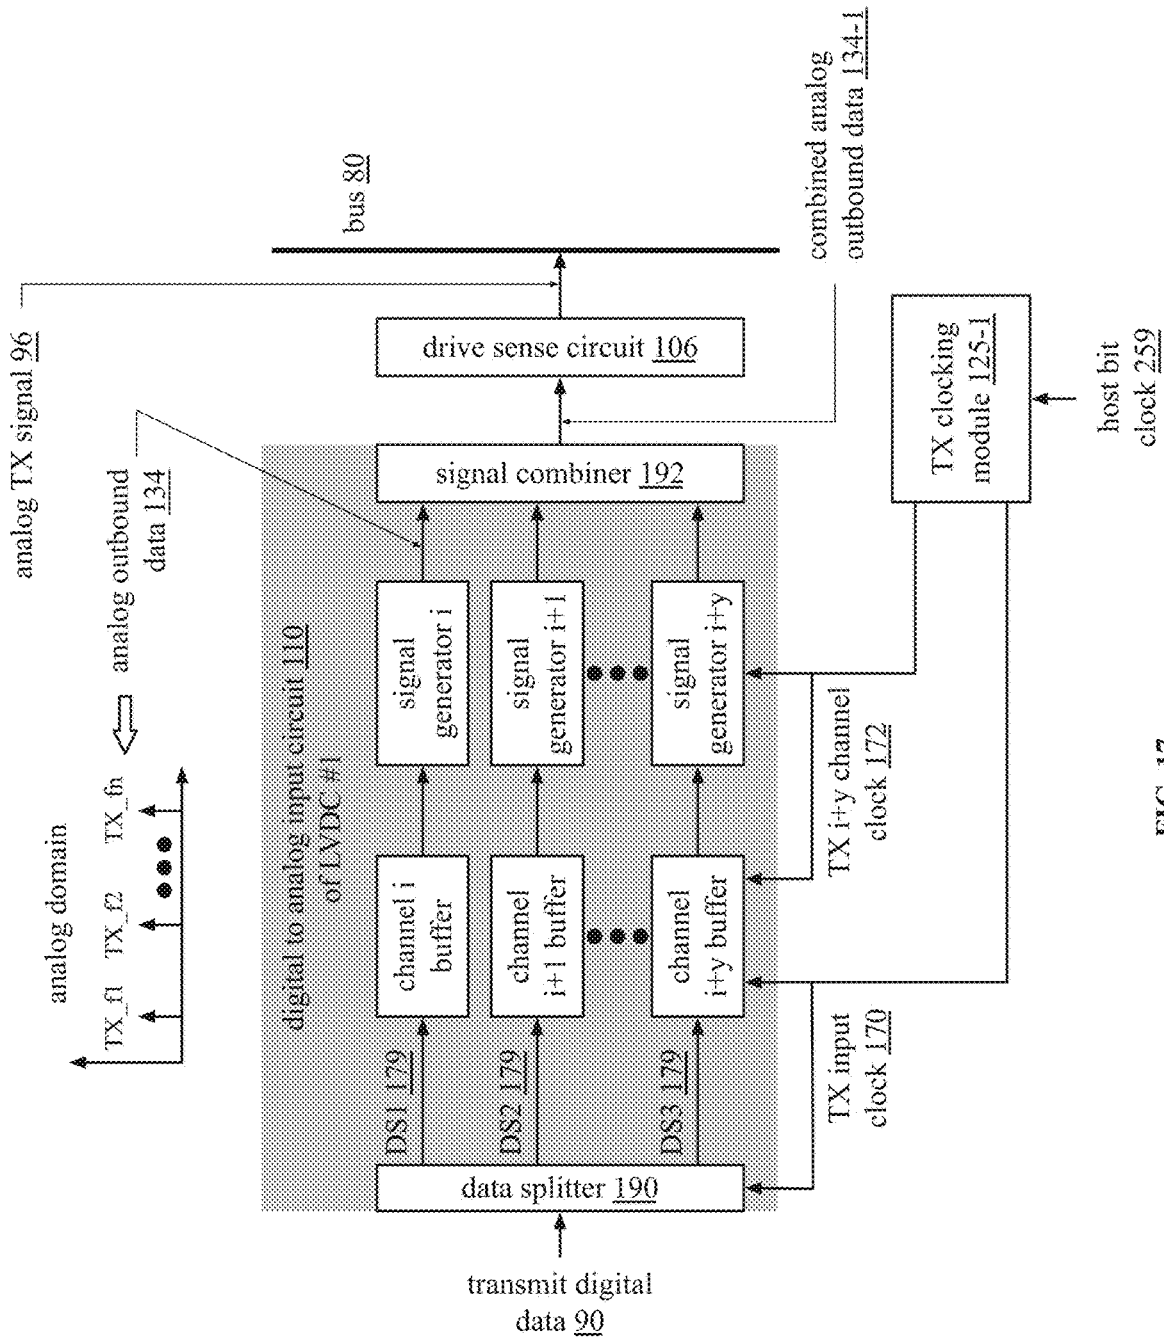 analog TX signal 96
bus 80
combined analog
outbound data 134-1
analog outbound
data 134
analog domain
TX_f1
TX_f2
TX_fn
digital to analog input circuit 110
of LVDC #1
transmit digital
data 90
data splitter 190
DS1 179
DS2 179
DS3 179
channel i
buffer
channel
i+1 buffer
channel
i+y buffer
signal
generator i
signal
generator i+1
signal
generator i+y
signal combiner 192
drive sense circuit 106
TX input
clock 170
TX i+y channel
clock 172
TX clocking
module 125-1
host bit
clock 259